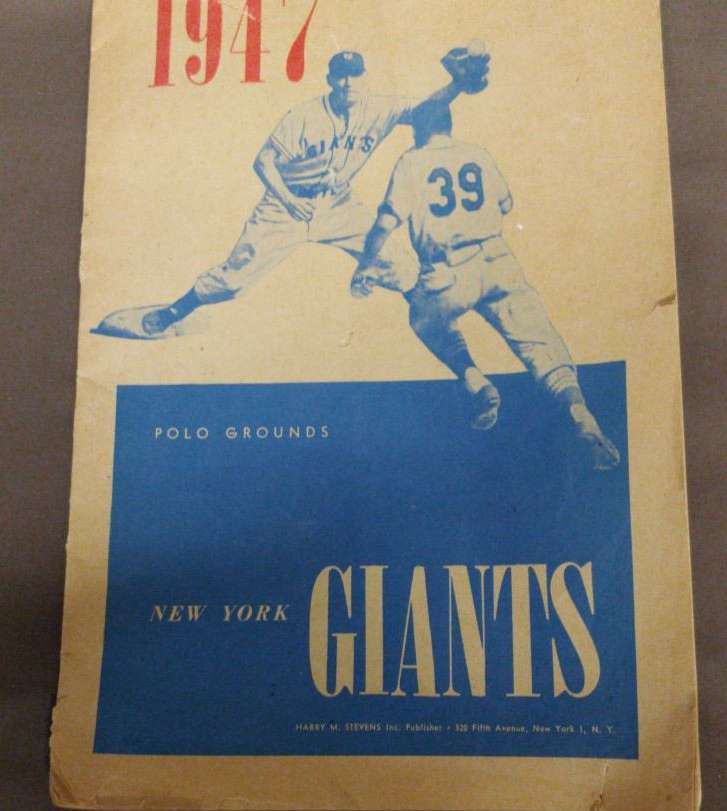 1947
GIANTS
39
POLO GROUNDS
NEW YORK GIANTS
HARRY M. STEVENS Inc. Publisher • 320 Fifth Avenue, New York 1, N. Y.